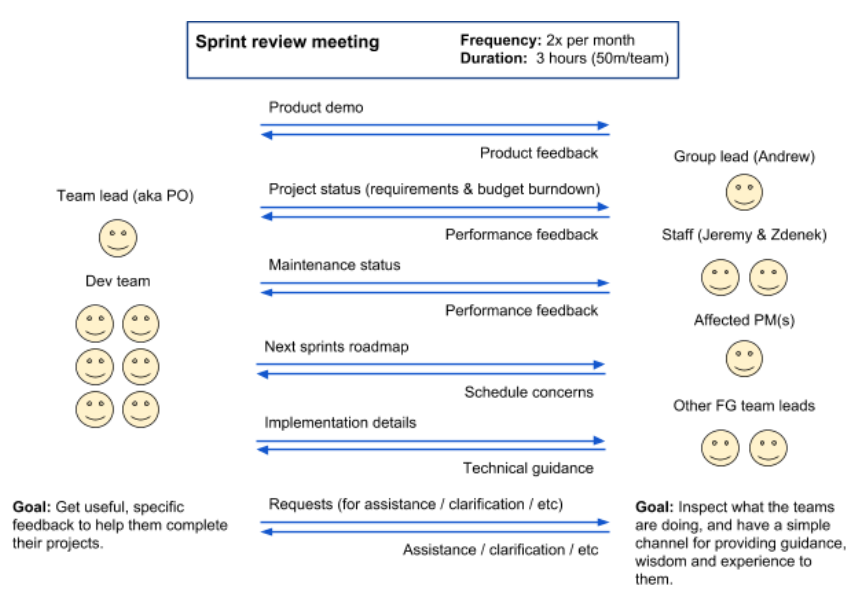 Sprint review meeting
Frequency: 2x per month
Duration: 3 hours (50m/team)
Product demo
Product feedback
Project status (requirements & budget burndown)
Performance feedback
Maintenance status
Performance feedback
Next sprints roadmap
Schedule concerns
Implementation details
Technical guidance
Requests (for assistance / clarification / etc)
Assistance / clarification / etc
Team lead (aka PO)
Dev team
Goal: Get useful, specific
feedback to help them complete
their projects.
Group lead (Andrew)
Staff (Jeremy & Zdenek)
Affected PM(s)
Other FG team leads
Goal: Inspect what the teams
are doing, and have a simple
channel for providing guidance,
wisdom and experience to
them.